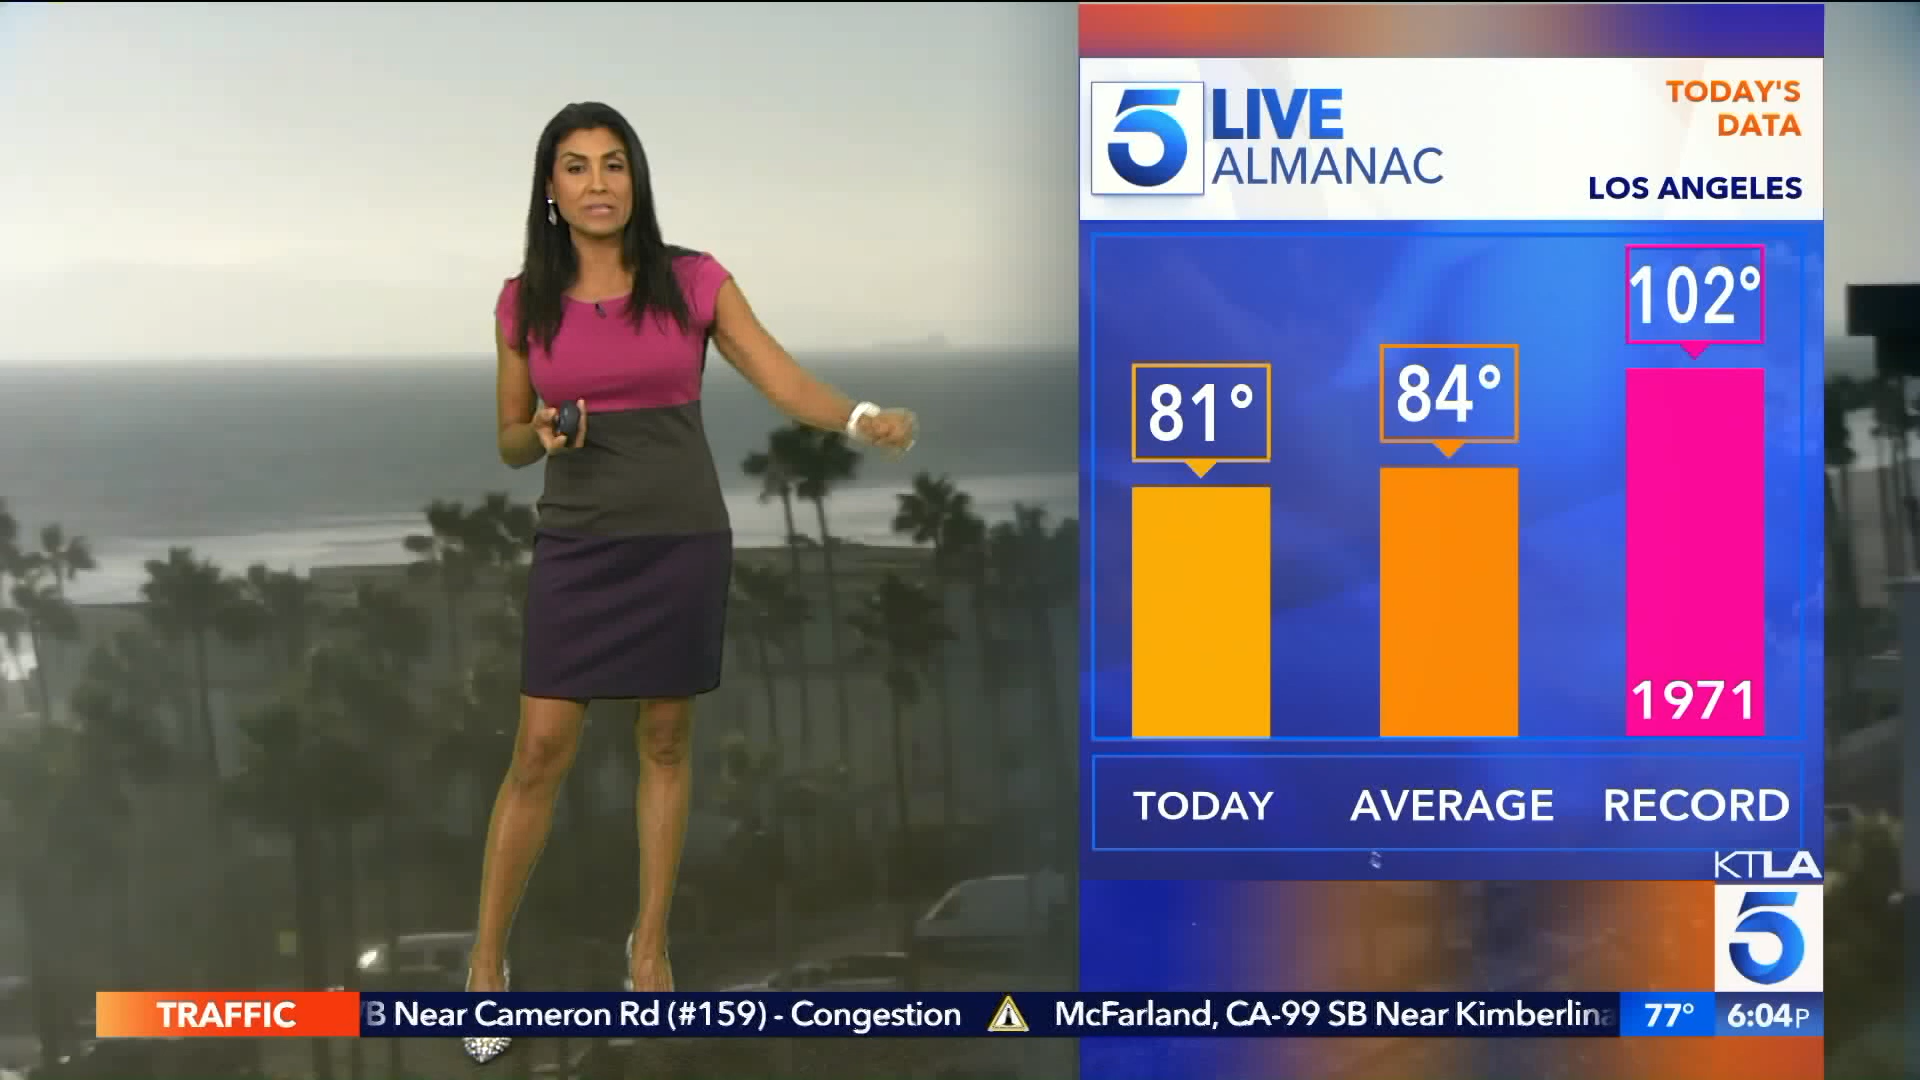 5 LIVE
ALMANAC
TODAY'S
DATA
LOS ANGELES
81°
84°
102°
1971
TODAY AVERAGE RECORD
KTLA
5
TRAFFIC
Near Cameron Rd (#159) - Congestion
McFarland, CA-99 SB Near Kimberlina
77° 6:04P